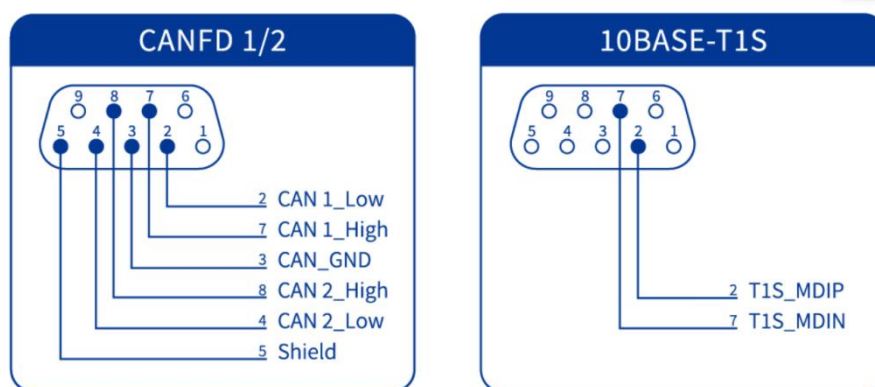 CANFD 1/2
9 8 7 6
5 4 3 2 1
2 CAN 1_Low
7 CAN 1_High
3 CAN_GND
8 CAN 2_High
4 CAN 2_Low
5 Shield
10BASE-T1S
9 8 7 6
5 4 3 2 1
2 T1S_MDIP
7 T1S_MDIN